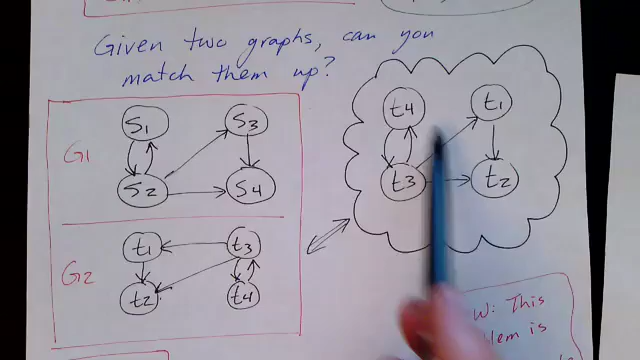 Given two graphs, can you
match them up?
G1
S1
S3
S2
S4
G2
t1
t3
t2
t4
t4
t1
t3
t2
W: This
is